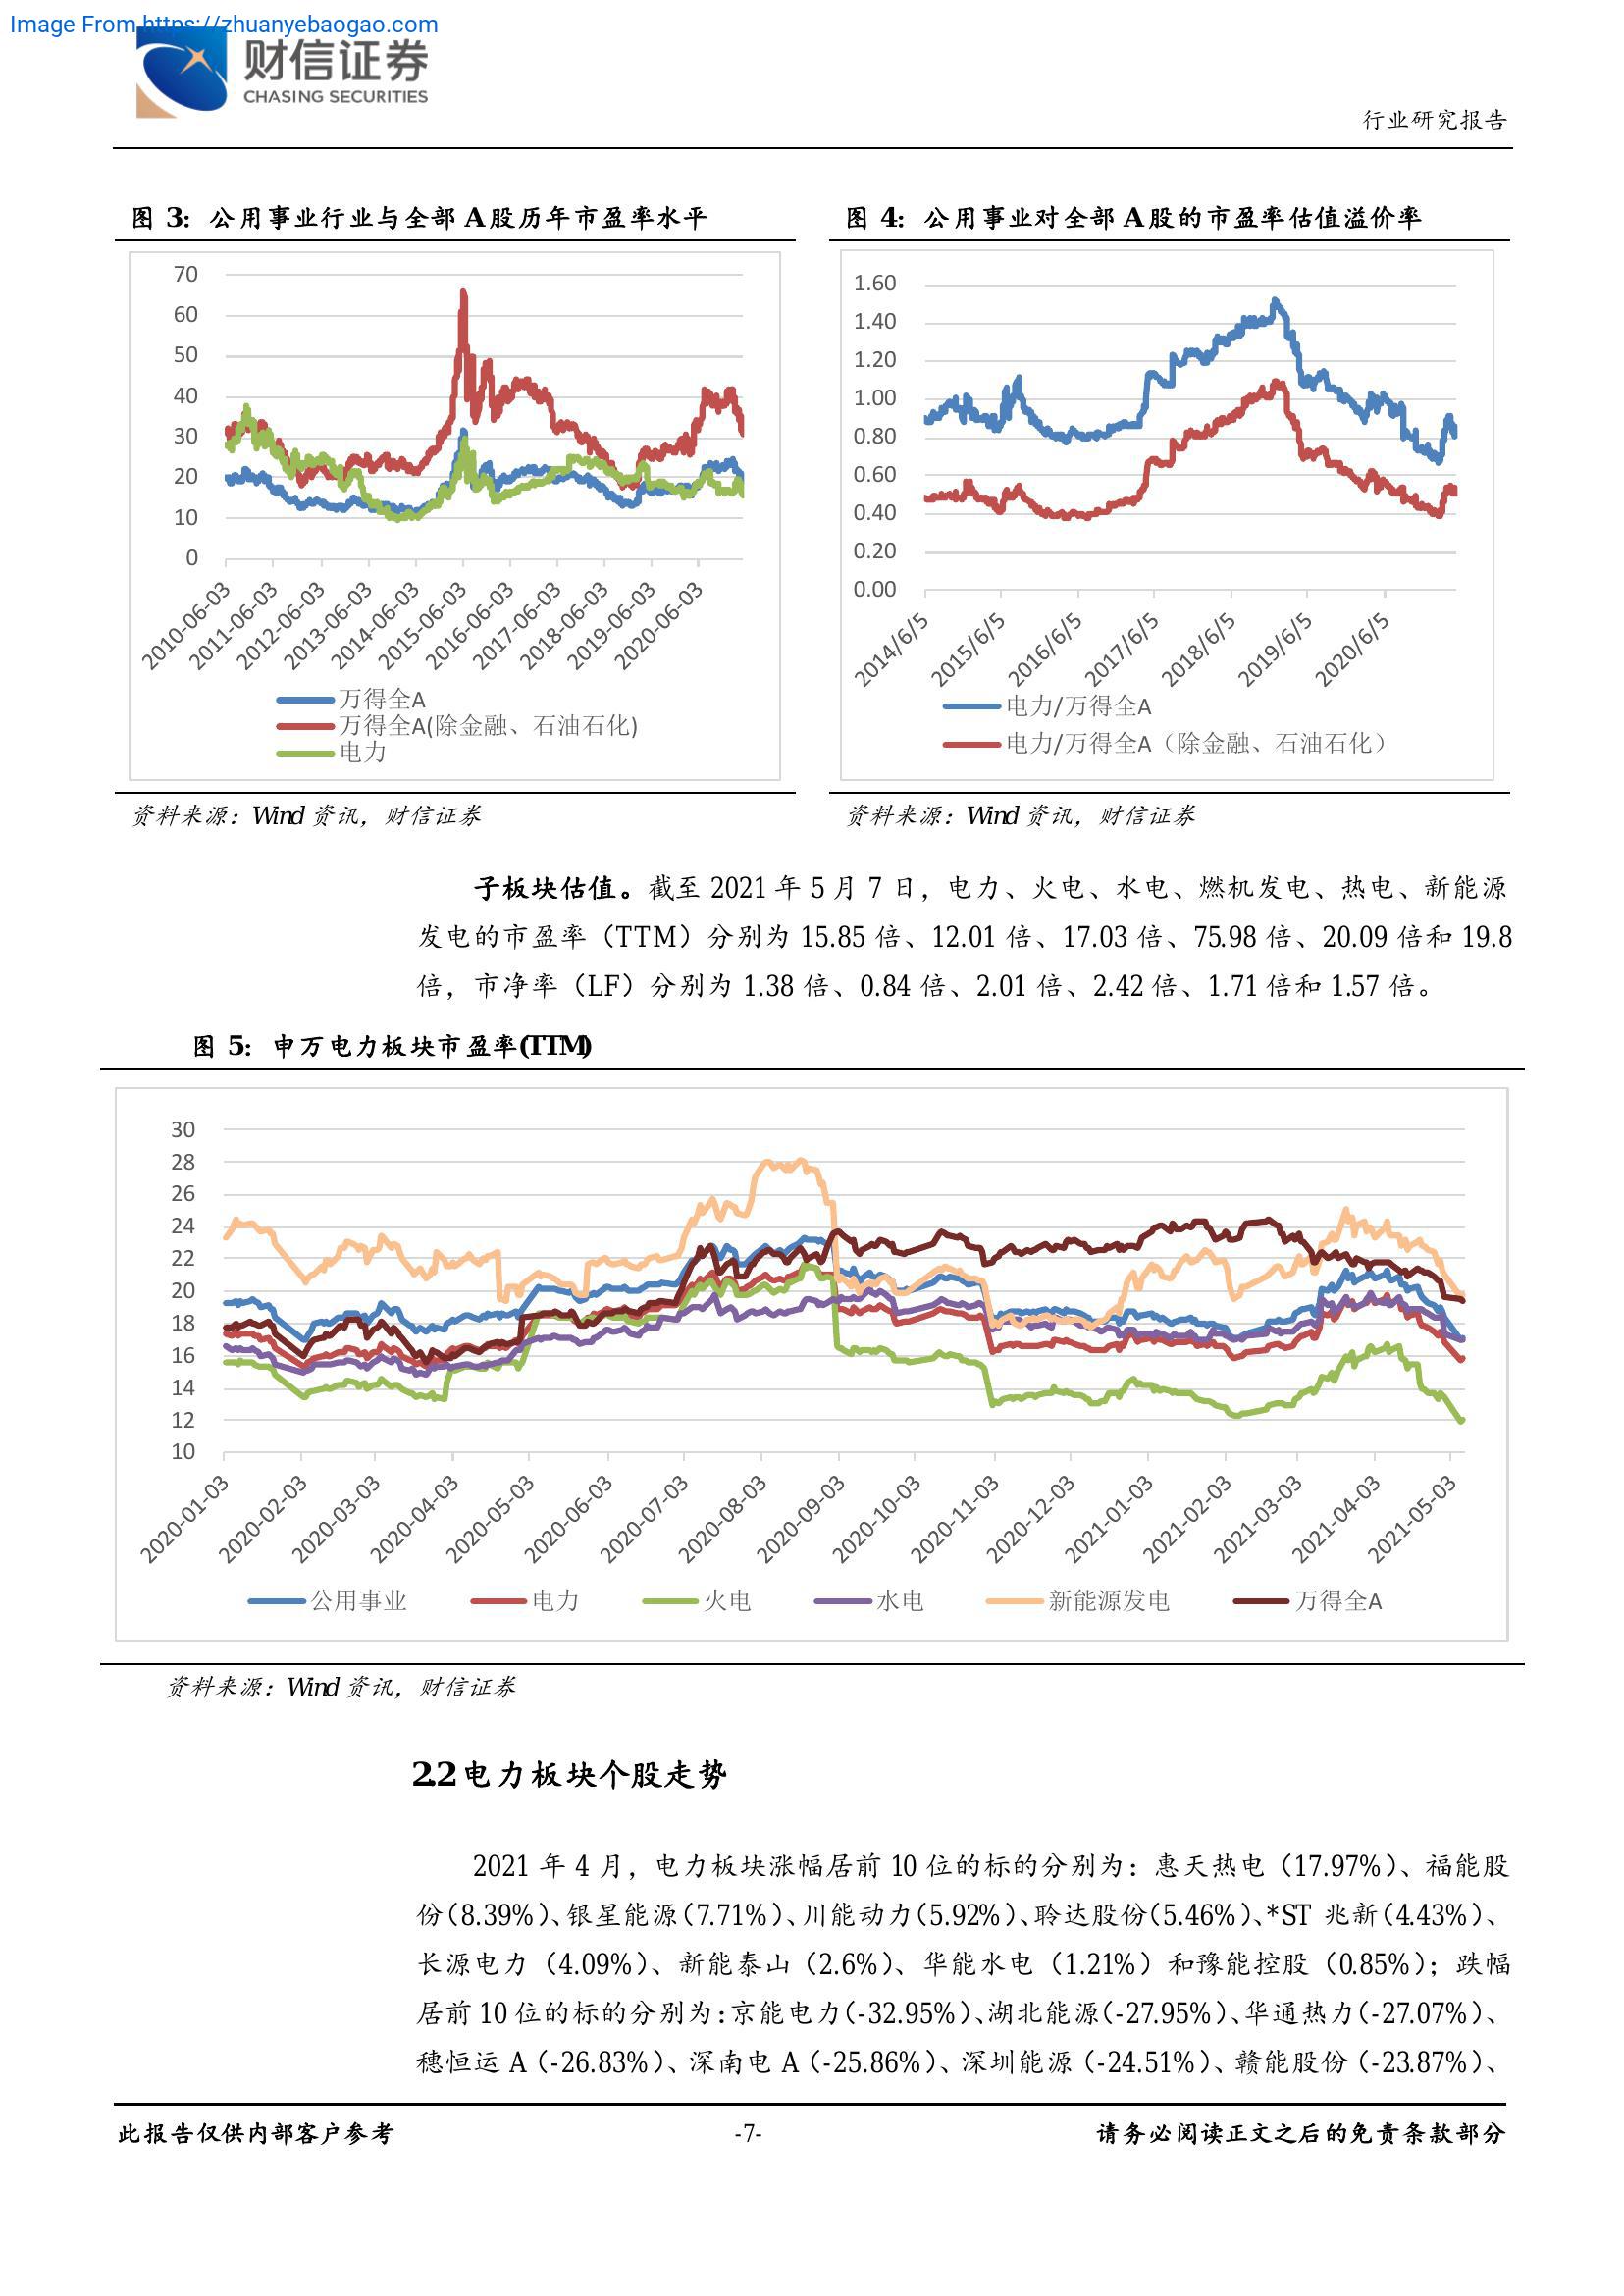 Image From https://zhuanyebaogao.com
财信证券
CHASING SECURITIES
行业研究报告
图 3: 公用事业行业与全部 A 股历年市盈率水平
70
60
50
40
30
20
10
0
2010-06-03
2011-06-03
2012-06-03
2013-06-03
2014-06-03
2015-06-03
2016-06-03
2017-06-03
2018-06-03
2019-06-03
2020-06-03
万得全A
万得全A(除金融、石油石化)
电力
资料来源：Wind 资讯，财信证券
图 4: 公用事业对全部 A 股的市盈率估值溢价率
1.60
1.40
1.20
1.00
0.80
0.60
0.40
0.20
0.00
2014/6/5
2015/6/5
2016/6/5
2017/6/5
2018/6/5
2019/6/5
2020/6/5
电力/万得全A
电力/万得全A（除金融、石油石化）
资料来源：Wind 资讯，财信证券
子板块估值。截至 2021 年 5 月 7 日，电力、火电、水电、燃机发电、热电、新能源
发电的市盈率（TTM）分别为 15.85 倍、12.01 倍、17.03 倍、75.98 倍、20.09 倍和 19.8
倍，市净率（LF）分别为 1.38 倍、0.84 倍、2.01 倍、2.42 倍、1.71 倍和 1.57 倍。
图 5: 申万电力板块市盈率(TTM)
30
28
26
24
22
20
18
16
14
12
10
2020-01-03
2020-02-03
2020-03-03
2020-04-03
2020-05-03
2020-06-03
2020-07-03
2020-08-03
2020-09-03
2020-10-03
2020-11-03
2020-12-03
2021-01-03
2021-02-03
2021-03-03
2021-04-03
2021-05-03
公用事业 电力 火电 水电 新能源发电 万得全A
资料来源：Wind 资讯，财信证券
2.2 电力板块个股走势
2021 年 4 月，电力板块涨幅居前 10 位的标的分别为：惠天热电（17.97%）、福能股
份（8.39%）、银星能源（7.71%）、川能动力（5.92%）、聆达股份（5.46%）、*ST 兆新（4.43%）、
长源电力（4.09%）、新能泰山（2.6%）、华能水电（1.21%）和豫能控股（0.85%）；跌幅
居前 10 位的标的分别为：京能电力（-32.95%）、湖北能源（-27.95%）、华通热力（-27.07%）、
穗恒运 A（-26.83%）、深南电 A（-25.86%）、深圳能源（-24.51%）、赣能股份（-23.87%）、
此报告仅供内部客户参考
-7-
请务必阅读正文之后的免责条款部分